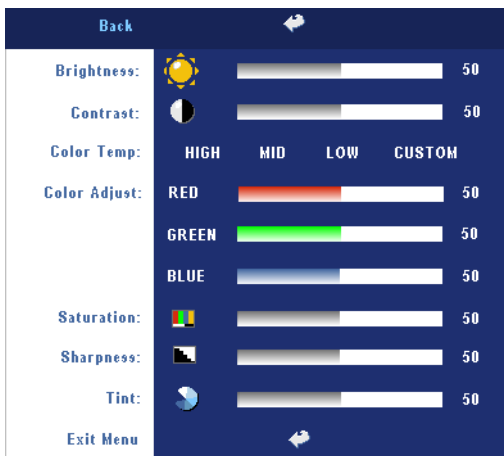 Back
Brightness: 50
Contrast: 50
Color Temp: HIGH MID LOW CUSTOM
Color Adjust: RED 50
GREEN 50
BLUE 50
Saturation: 50
Sharpness: 50
Tint: 50
Exit Menu